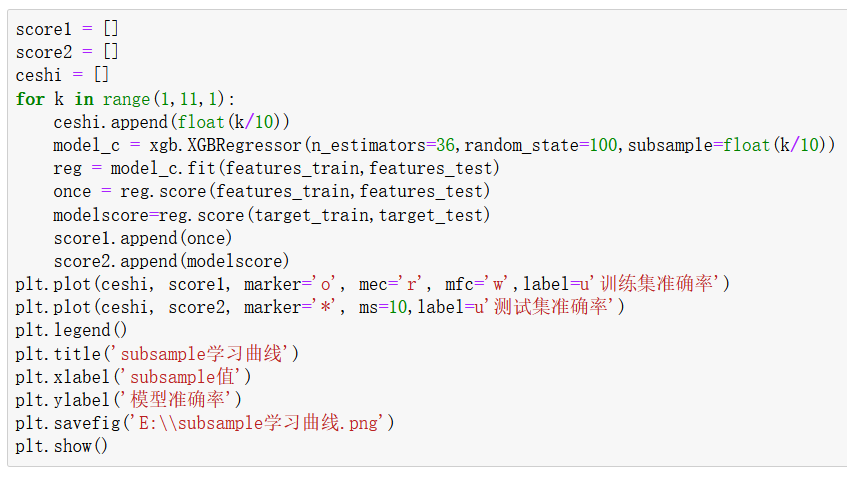 score1 = []
score2 = []
ceshi = []
for k in range(1,11,1):
    ceshi.append(float(k/10))
    model_c = xgb.XGBRegressor(n_estimators=36,random_state=100,subsample=float(k/10))
    reg = model_c.fit(features_train,features_test)
    once = reg.score(features_train,features_test)
    modelscore=reg.score(target_train,target_test)
    score1.append(once)
    score2.append(modelscore)
plt.plot(ceshi, score1, marker='o', mec='r', mfc='w',label=u'训练集准确率')
plt.plot(ceshi, score2, marker='*', ms=10,label=u'测试集准确率')
plt.legend()
plt.title('subsample学习曲线')
plt.xlabel('subsample值')
plt.ylabel('模型准确率')
plt.savefig('E:\\subsample学习曲线.png')
plt.show()